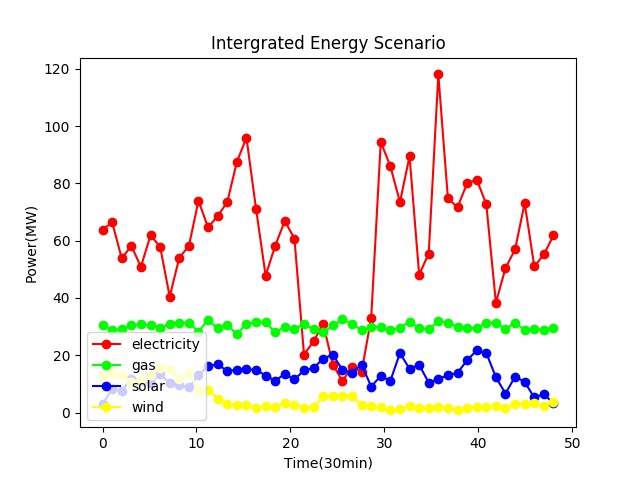 Intergrated Energy Scenario
Power(MW)
120
100
80
60
40
20
0
electricity
gas
solar
wind
0 10 20 30 40 50
Time(30min)